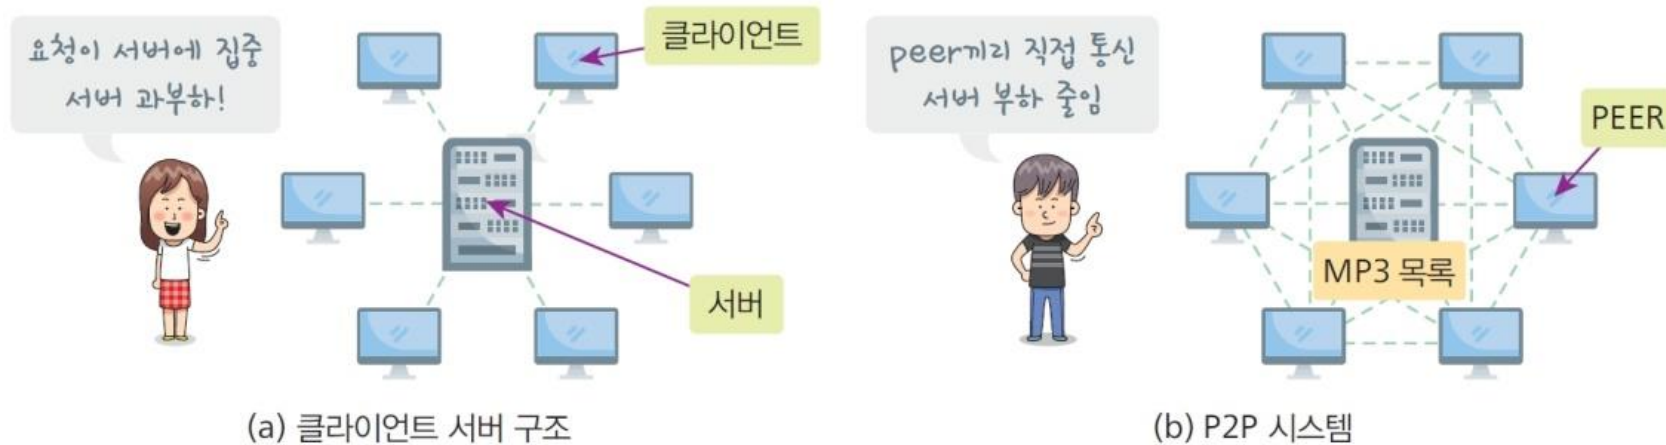 요청이 서버에 집중
서버 과부하!
클라이언트
서버
(a) 클라이언트 서버 구조
peer끼리 직접 통신
서버 부하 줄임
PEER
MP3 목록
(b) P2P 시스템